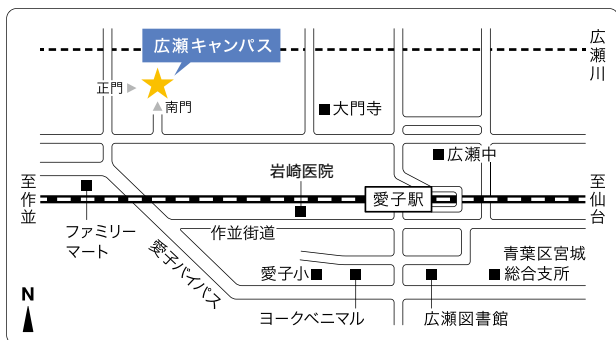 広瀬キャンパス
広瀬川
正門
南門
大門寺
広瀬中
岩崎医院
至作並
愛子駅
至仙台
ファミリー
マート
愛子バイパス
作並街道
愛子小
ヨークベニマル
広瀬図書館
青葉区宮城
総合支所
N